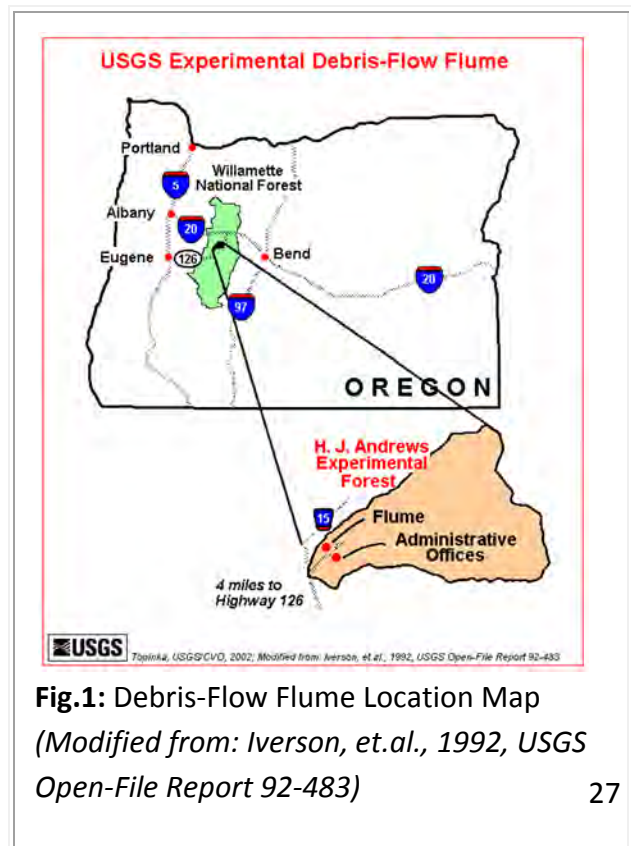 USGS Experimental Debris-Flow Flume
Portland
Willamette
National Forest
5
Albany
20
Eugene
126
Bend
20
97
OREGON
H. J. Andrews
Experimental
Forest
15
Flume
Administrative
Offices
4 miles to
Highway 126
USGS
Topinka, USGS/CVO, 2002; Modified from: Iverson, et.al., 1992, USGS Open-File Report 92-483
Fig.1: Debris-Flow Flume Location Map
(Modified from: Iverson, et.al., 1992, USGS
Open-File Report 92-483)
27